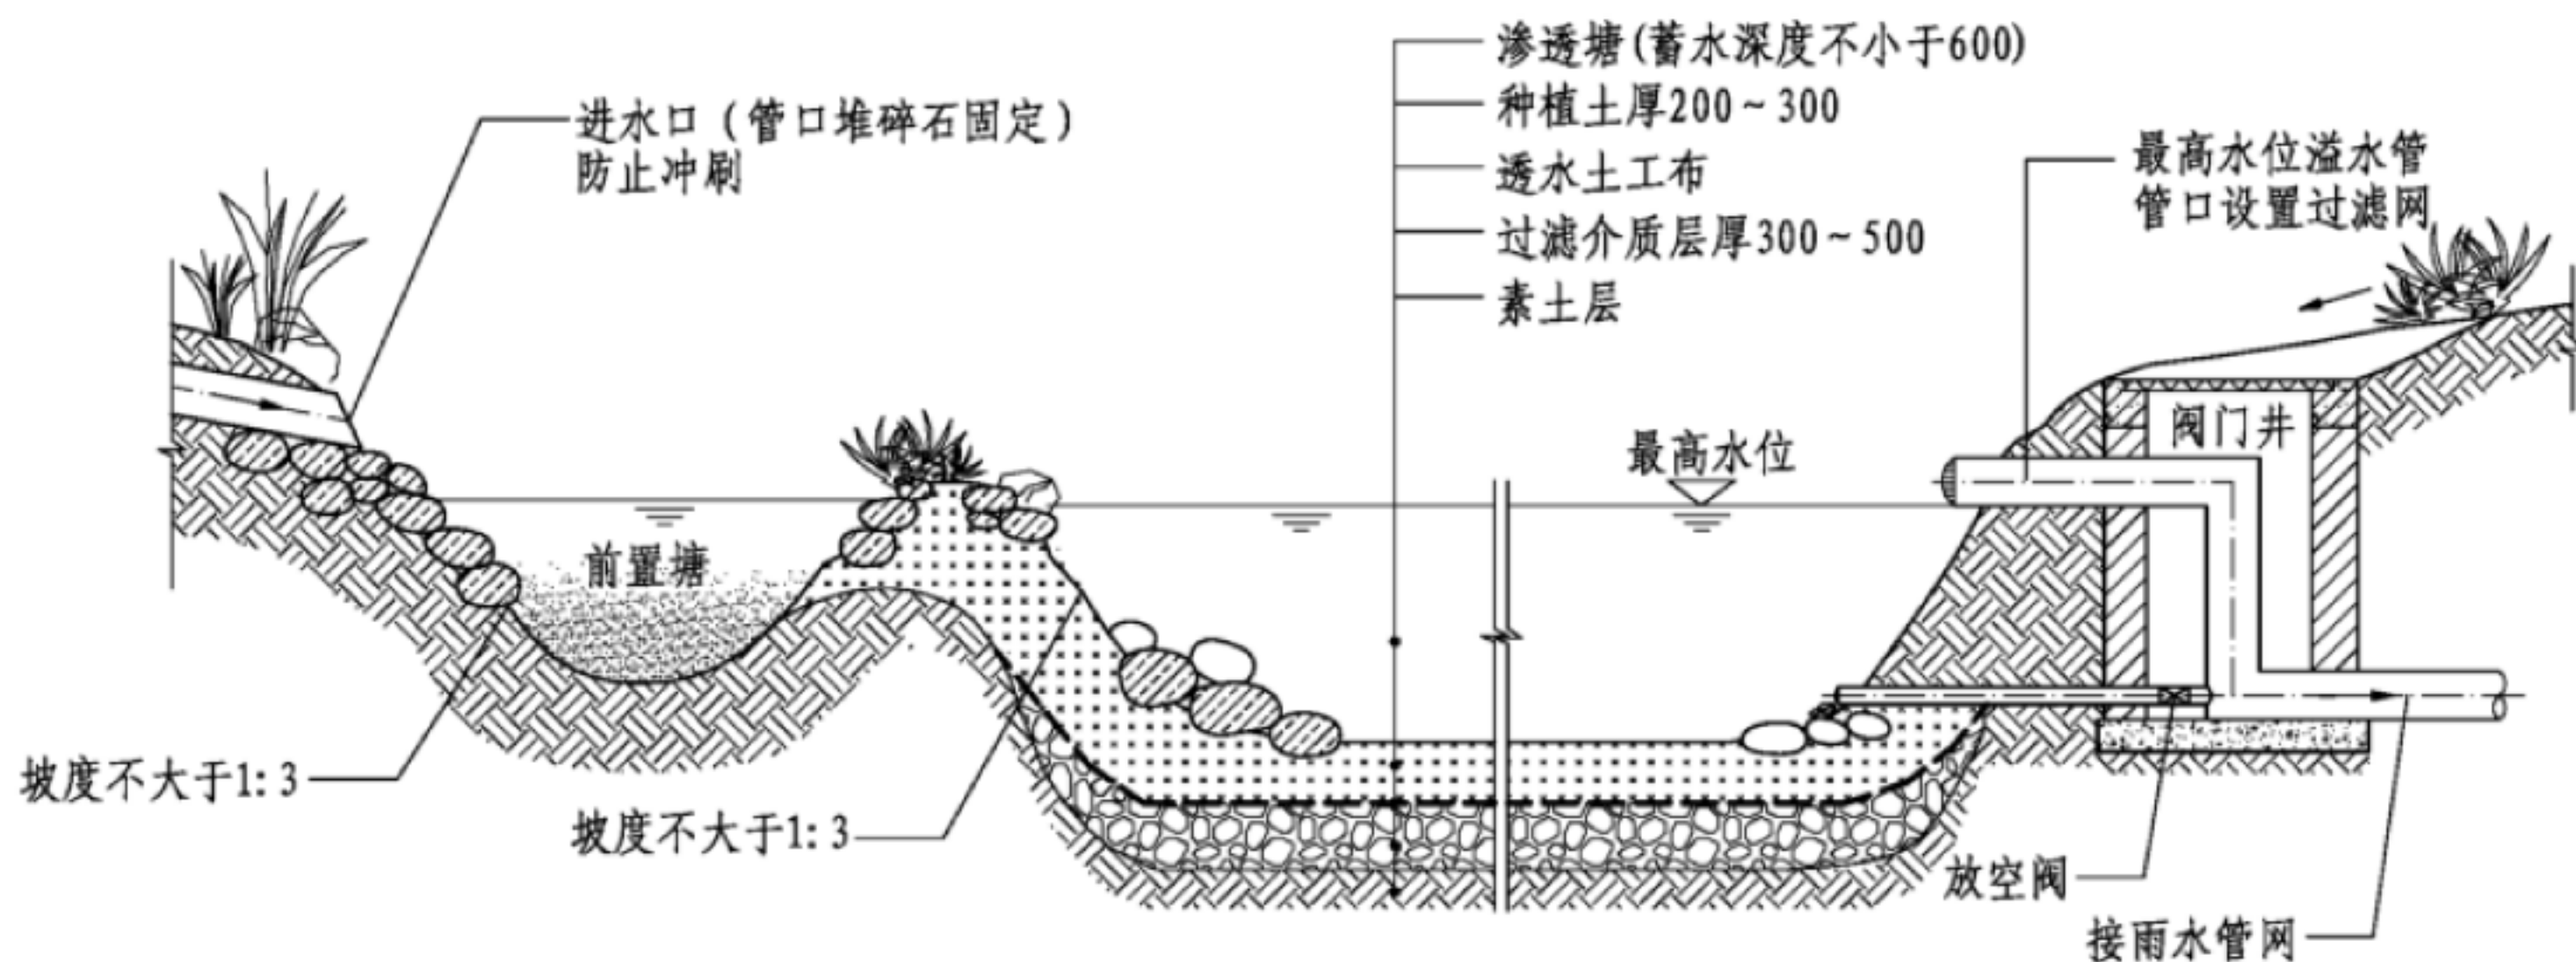 渗透塘(蓄水深度不小于600)
种植土厚200~300
透水土工布
过滤介质层厚300~500
素土层
进水口（管口堆碎石固定）
防止冲刷
最高水位溢水管
管口设置过滤网
阀门井
最高水位
前置塘
坡度不大于1:3
坡度不大于1:3
放空阀
接雨水管网